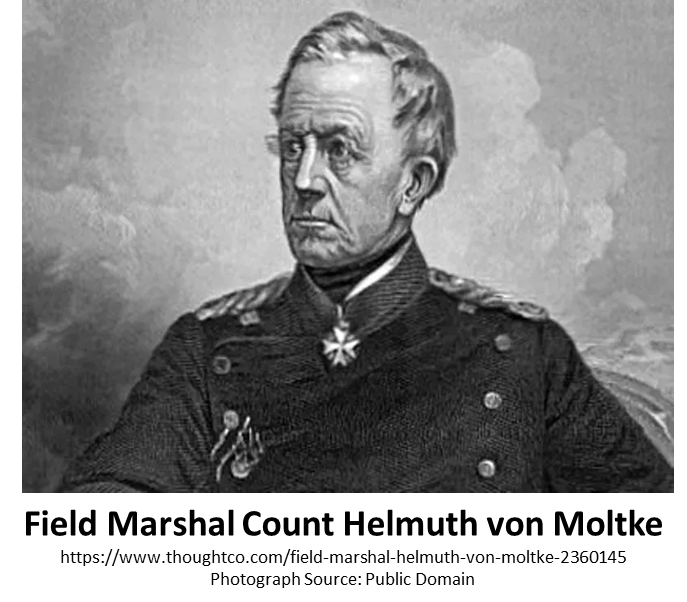 Field Marshal Count Helmuth von Moltke
https://www.thoughtco.com/field-marshal-helmuth-von-moltke-2360145
Photograph Source: Public Domain